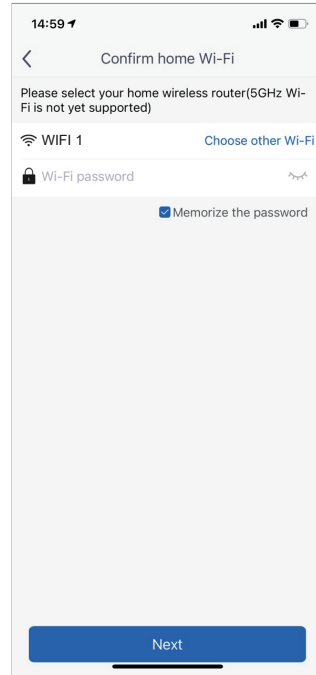 14:59
Confirm home Wi-Fi
Please select your home wireless router(5GHz Wi-
Fi is not yet supported)
WIFI 1 Choose other Wi-Fi
Wi-Fi password
Memorize the password
Next